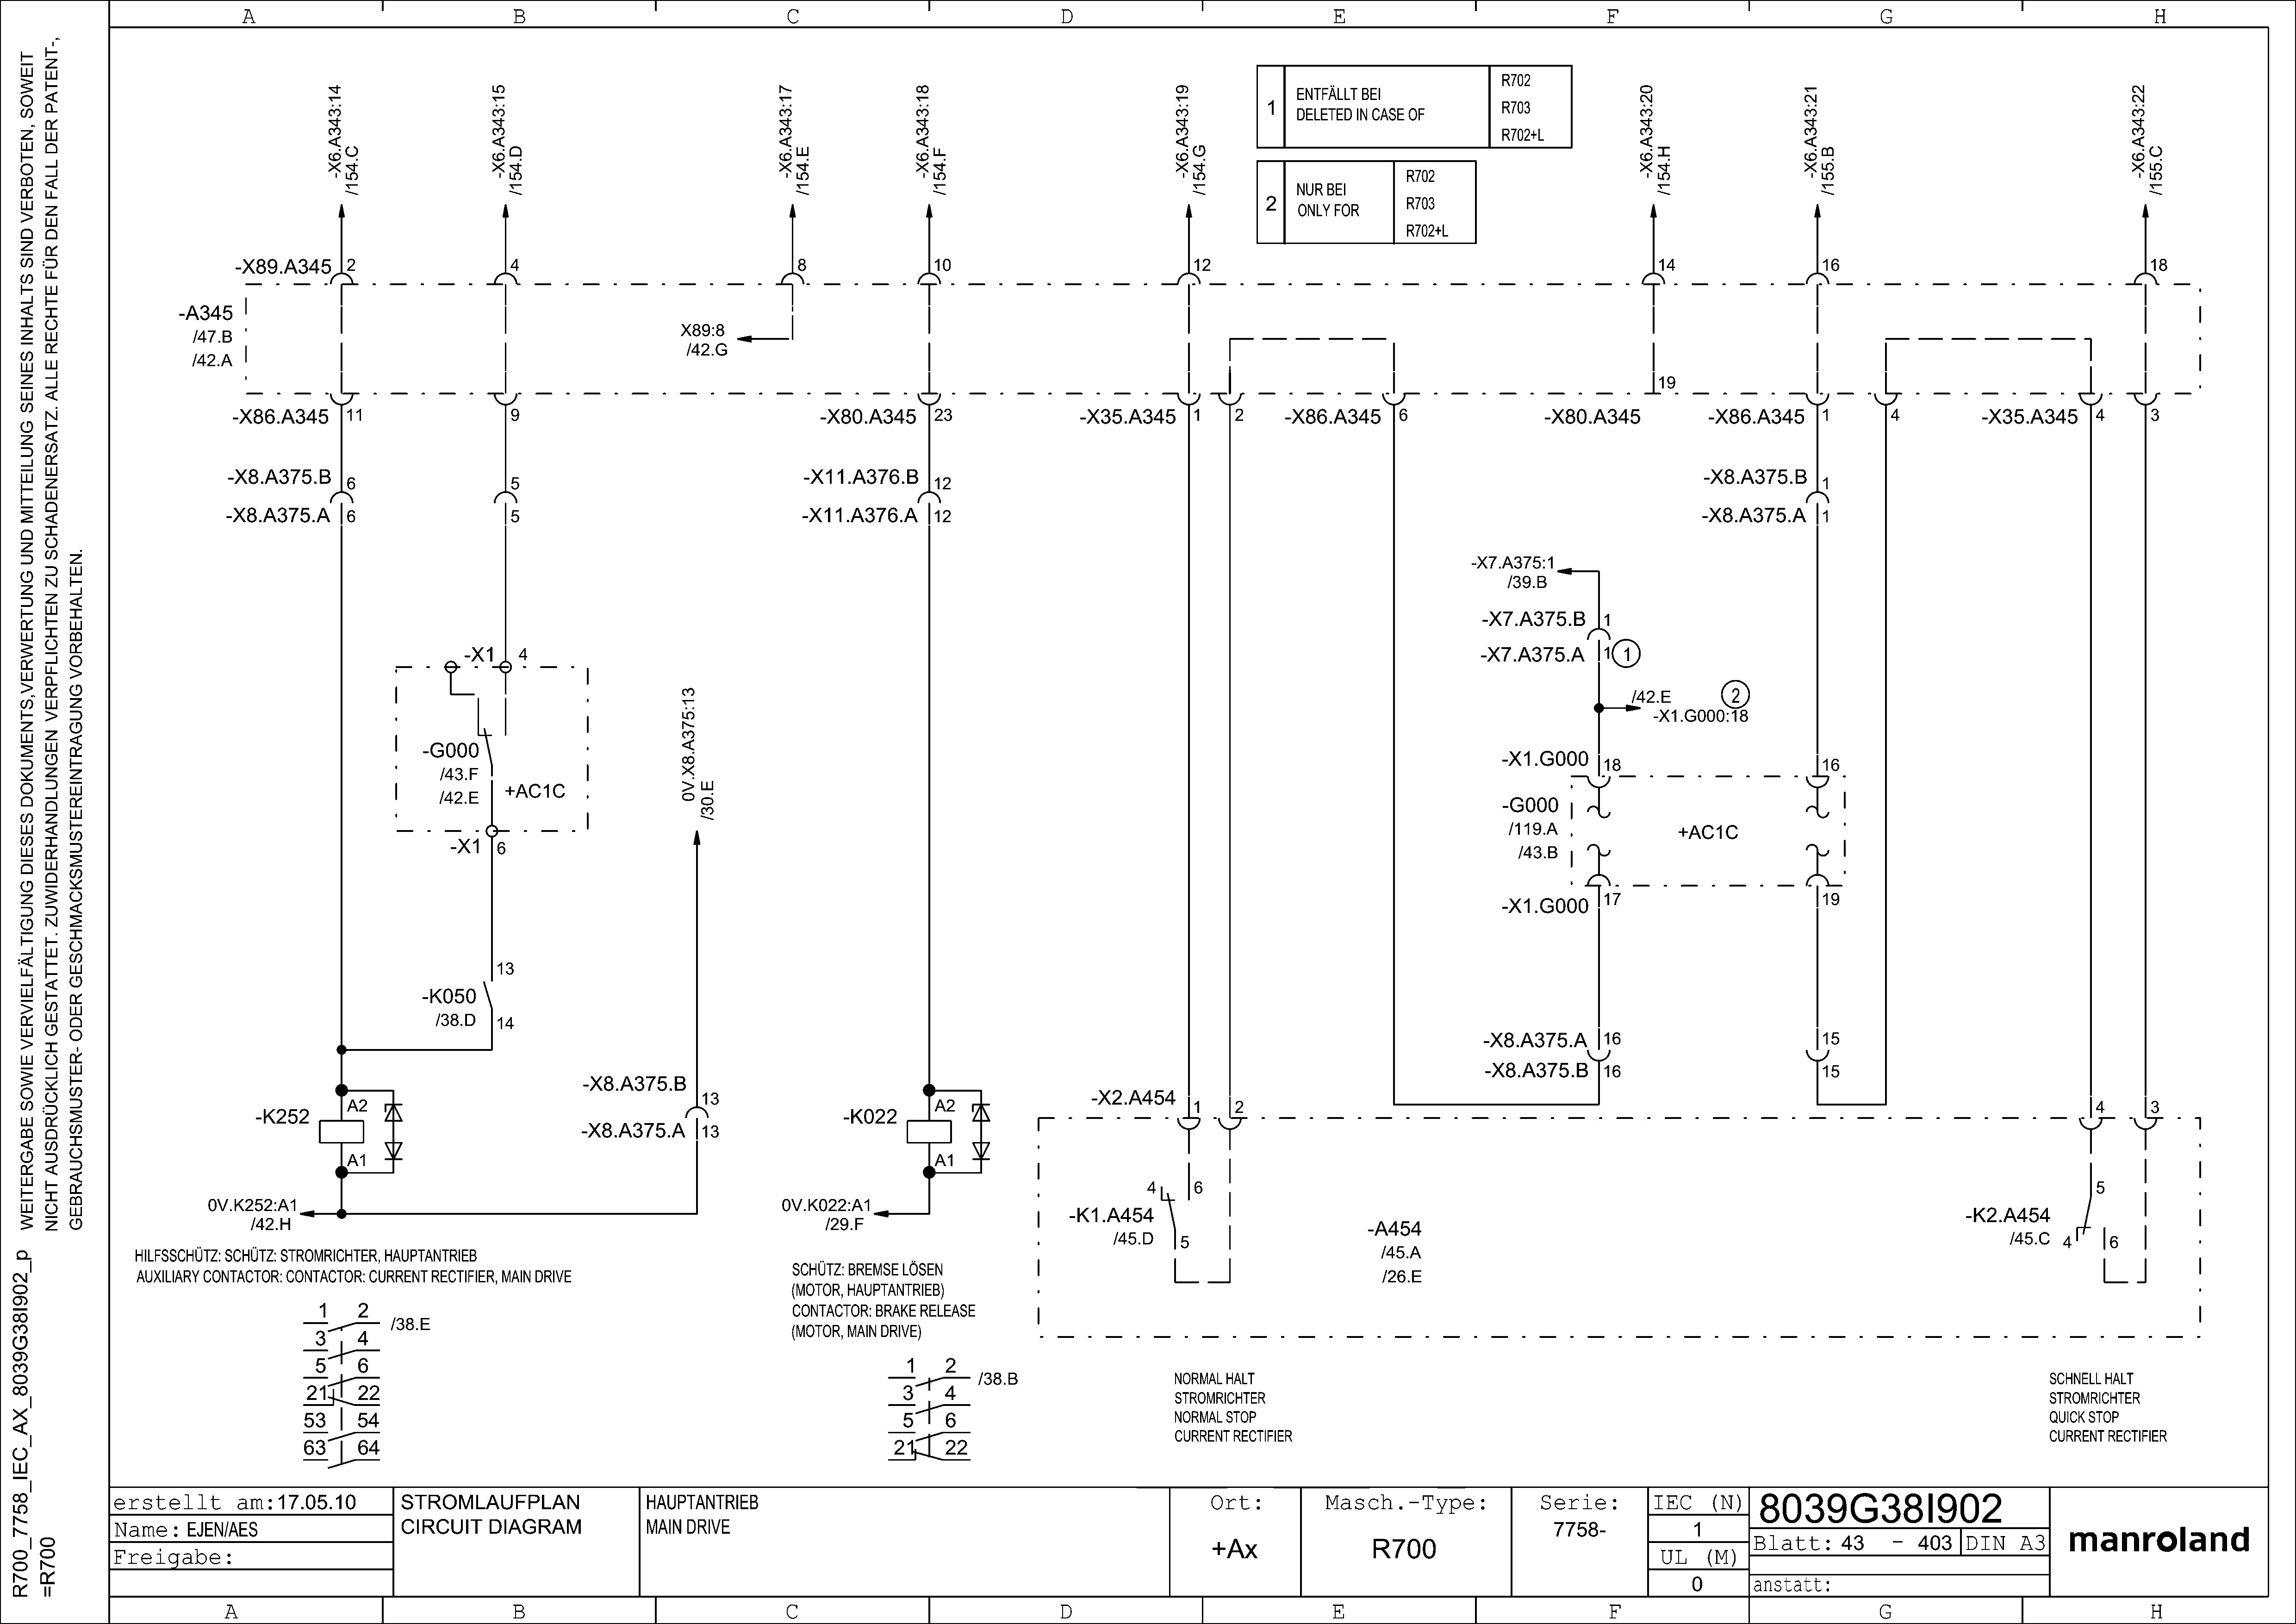 A B C D E F G H
WEITERGABE SOWIE VERVIELFÄLTIGUNG DIESES DOKUMENTS,VERWERTUNG UND MITTEILUNG SEINES INHALTS SIND VERBOTEN, SOWEIT
NICHT AUSDRÜCKLICH GESTATTET. ZUWIDERHANDLUNGEN VERPFLICHTEN ZU SCHADENERSATZ. ALLE RECHTE FÜR DEN FALL DER PATENT-,
GEBRAUCHSMUSTER- ODER GESCHMACKSMUSTEREINTRAGUNG VORBEHALTEN.
R700_7758_IEC_AX_8039G38I902_p
=R700
-X6.A343:14
/154.C
-X6.A343:15
/154.D
-X6.A343:17
/154.E
-X6.A343:18
/154.F
-X6.A343:19
/154.G
1
ENTFÄLLT BEI
DELETED IN CASE OF
R702
R703
R702+L
2
NUR BEI
ONLY FOR
R702
R703
R702+L
-X6.A343:20
/154.H
-X6.A343:21
/155.B
-X6.A343:22
/155.C
-X89.A345 2 4 8 10 12 14 16 18
-A345
/47.B
/42.A
X89:8
/42.G
19
-X86.A345 11 9 -X80.A345 23 -X35.A345 1 2 -X86.A345 6 -X80.A345 -X86.A345 1 4 -X35.A345 4 3
-X8.A375.B 6 5 -X11.A376.B 12 -X8.A375.B 1
-X8.A375.A 6 5 -X11.A376.A 12 -X8.A375.A 1
-X7.A375:1
/39.B
-X7.A375.B 1
-X7.A375.A 1 1
/42.E 2
-X1.G000:18
-X1 4
-G000
/43.F
/42.E
+AC1C
-X1 6
0V.X8.A375:13
/30.E
-X1.G000 18 16
-G000
/119.A
/43.B
+AC1C
-X1.G000 17 19
13
-K050
/38.D
14
-X8.A375.A 16 15
-X8.A375.B 16 15
-K252 A2
A1
0V.K252:A1
/42.H
-X8.A375.B 13
-X8.A375.A 13
-K022 A2
A1
0V.K022:A1
/29.F
-X2.A454 1 2 4 3
4 6
-K1.A454
/45.D
5
-A454
/45.A
/26.E
5
-K2.A454
/45.C
4 6
HILFSSCHÜTZ: SCHÜTZ: STROMRICHTER, HAUPTANTRIEB
AUXILIARY CONTACTOR: CONTACTOR: CURRENT RECTIFIER, MAIN DRIVE
1 2
/38.E
3 4
5 6
21 22
53 54
63 64
SCHÜTZ: BREMSE LÖSEN
(MOTOR, HAUPTANTRIEB)
CONTACTOR: BRAKE RELEASE
(MOTOR, MAIN DRIVE)
1 2
/38.B
3 4
5 6
21 22
NORMAL HALT
STROMRICHTER
NORMAL STOP
CURRENT RECTIFIER
SCHNELL HALT
STROMRICHTER
QUICK STOP
CURRENT RECTIFIER
erstellt am:17.05.10
Name: EJEN/AES
Freigabe:
STROMLAUFPLAN
CIRCUIT DIAGRAM
HAUPTANTRIEB
MAIN DRIVE
Ort:
+Ax
Masch.-Type:
R700
Serie:
7758-
IEC (N)
1
UL (M)
0
8039G38I902
Blatt: 43 - 403 DIN A3
anstatt:
manroland
A B C D E F G H